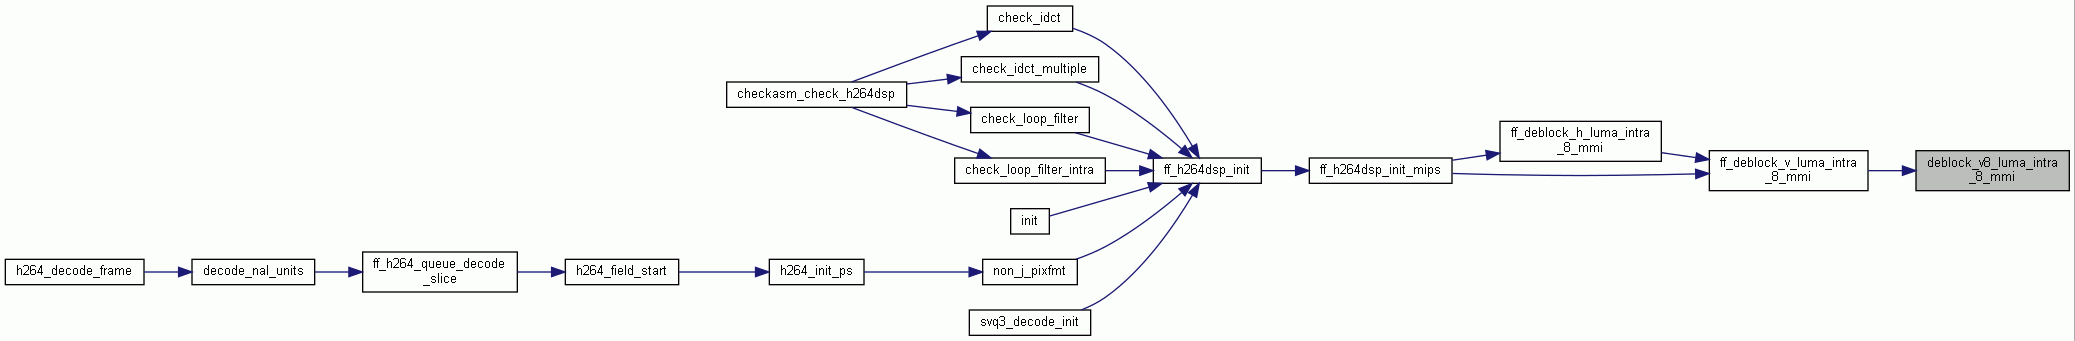 check_idct
check_idct_multiple
checkasm_check_h264dsp
check_loop_filter
ff_deblock_h_luma_intra
_8_mmi
check_loop_filter_intra
ff_h264dsp_init
ff_h264dsp_init_mips
ff_deblock_v_luma_intra
_8_mmi
deblock_v8_luma_intra
_8_mmi
init
h264_decode_frame
decode_nal_units
ff_h264_queue_decode
_slice
h264_field_start
h264_init_ps
non_j_pixfmt
svq3_decode_init